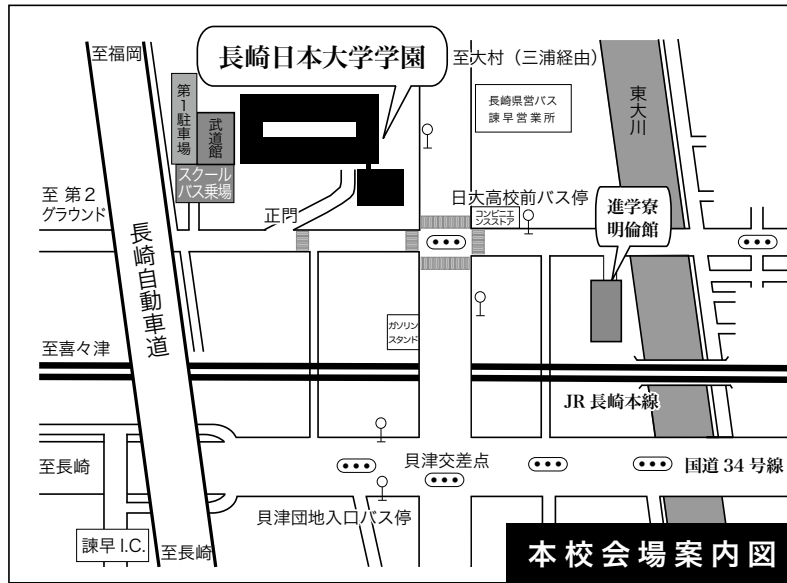 至福岡
長崎日本大学学園
至大村（三浦経由）
長崎県営バス
諫早営業所
東大川
第1駐車場
武道館
スクール
バス乗場
至 第２
グラウンド
正門
日大高校前バス停
コンビニエ
ンスストア
進学寮
明倫館
長崎自動車道
ガソリン
スタンド
至喜々津
JR 長崎本線
至長崎
貝津交差点
国道 34 号線
貝津団地入口バス停
諫早 I.C.
至長崎
本校会場案内図